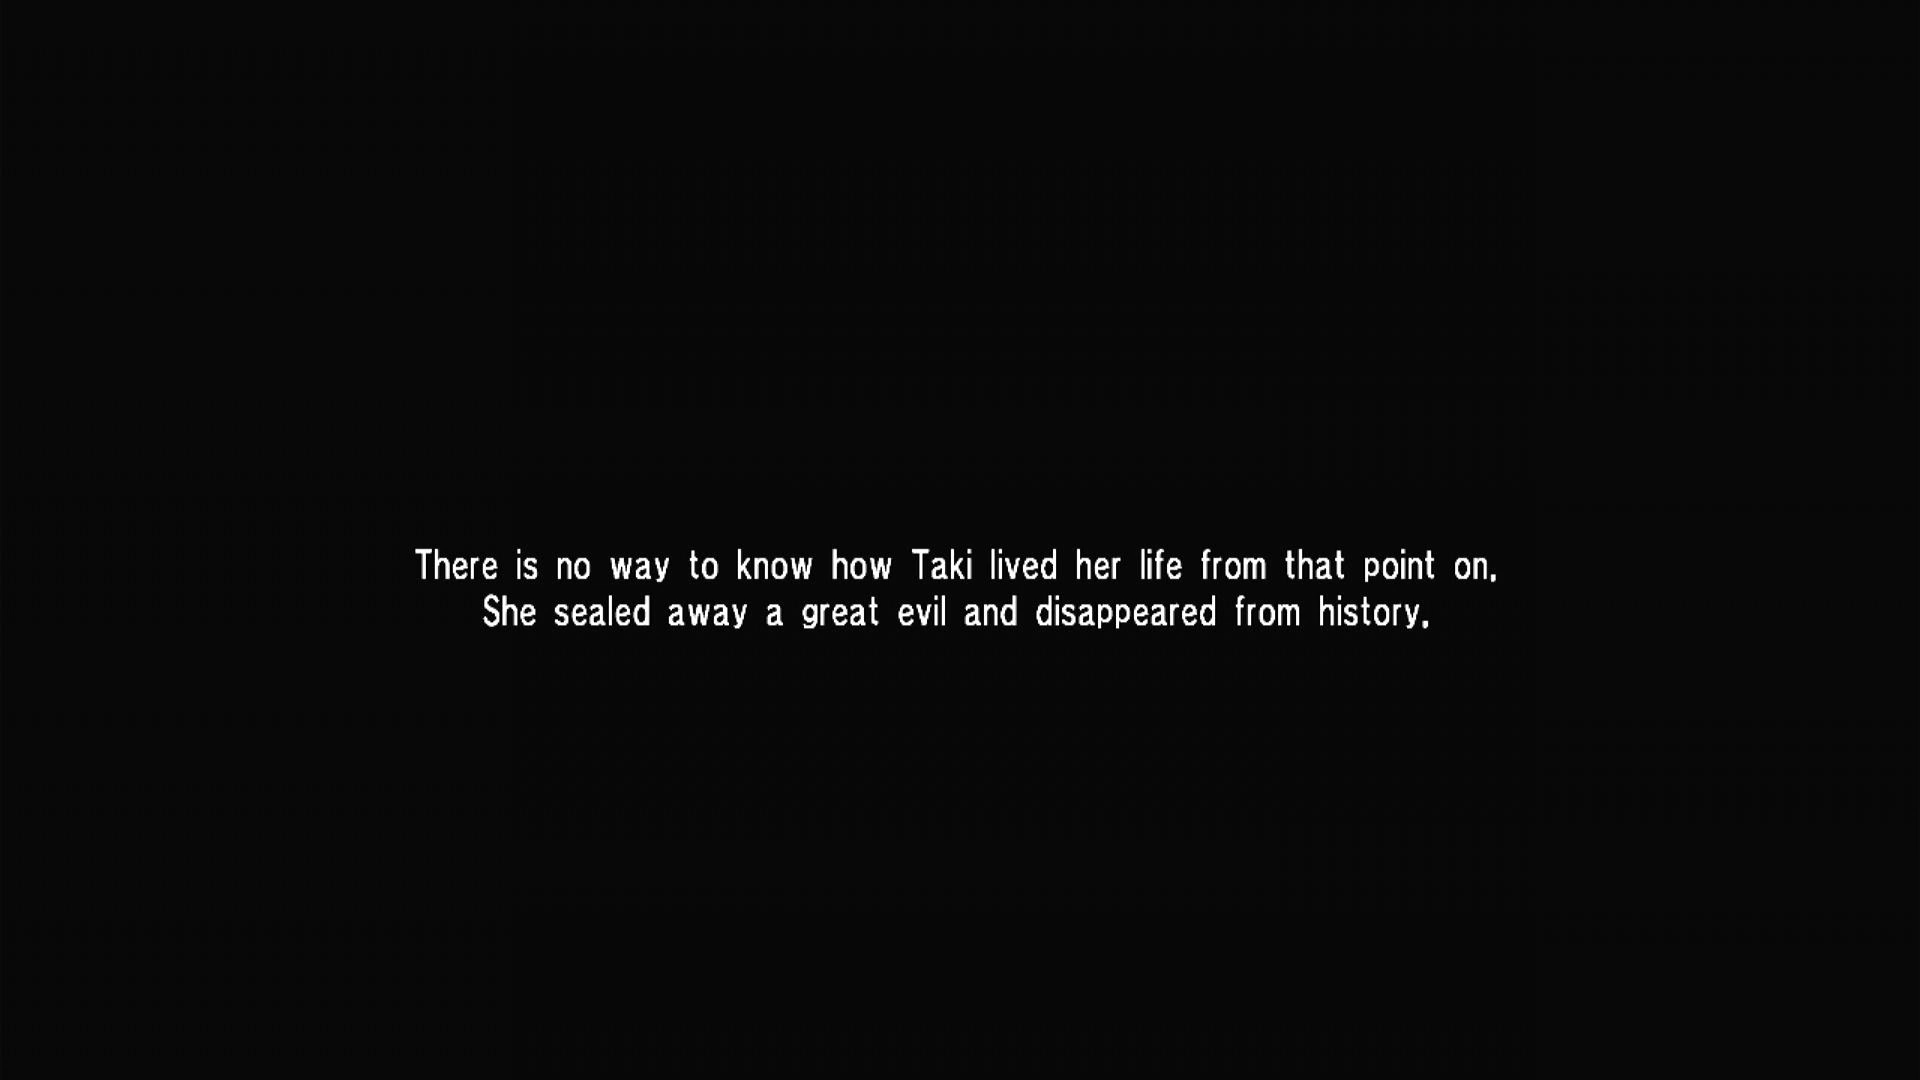 There is no way to know how Taki lived her life from that point on.
She sealed away a great evil and disappeared from history.